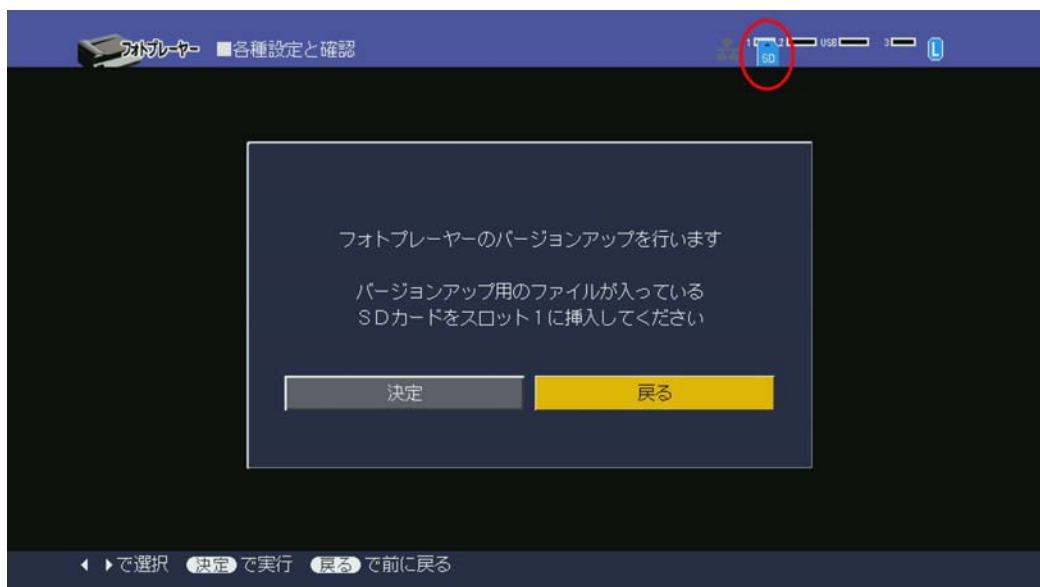 フォトプレーヤー ■各種設定と確認
1 2 USB
SD
L
フォトプレーヤーのバージョンアップを行います
バージョンアップ用のファイルが入っている
SDカードをスロット1に挿入してください
決定 戻る
で選択 決定 で実行 戻る で前に戻る